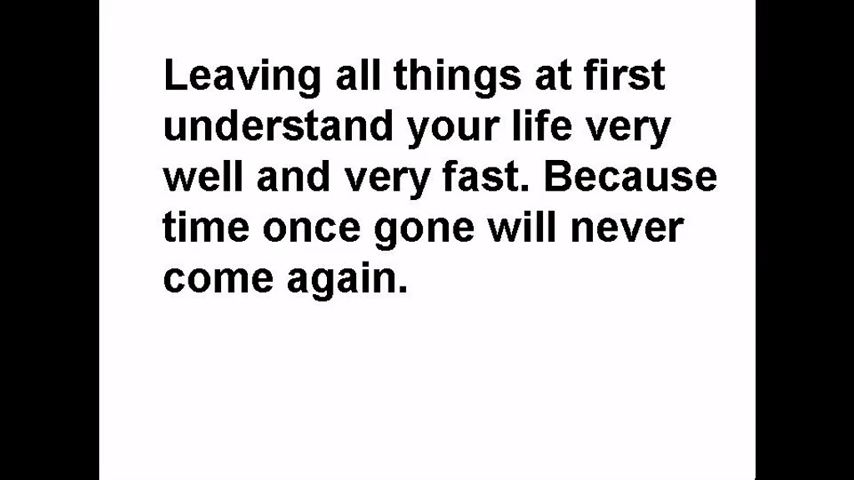 Leaving all things at first
understand your life very
well and very fast. Because
time once gone will never
come again.